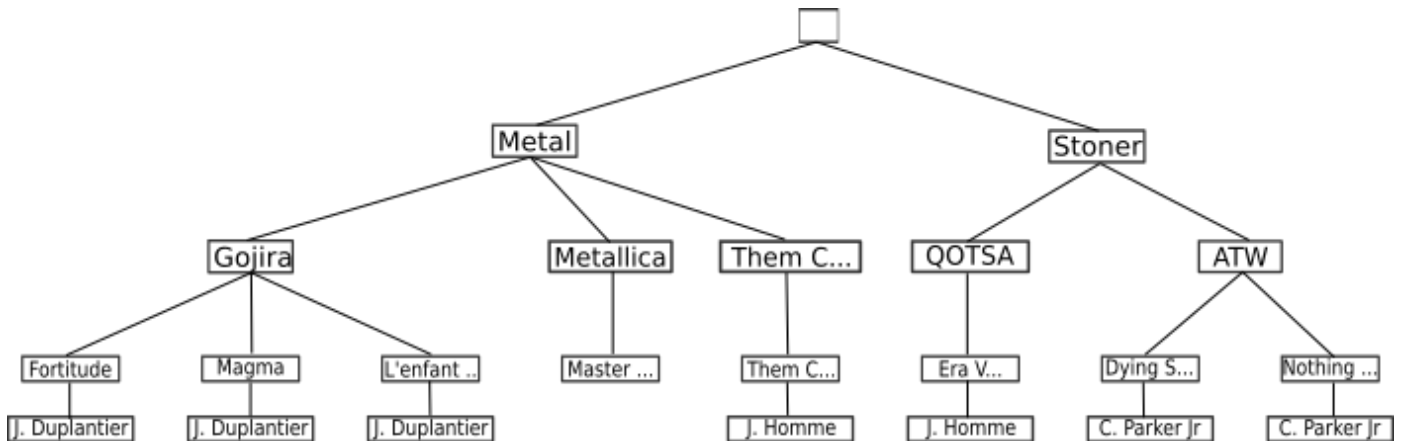 Metal
Stoner
Gojira
Metallica
Them C...
QOTSA
ATW
Fortitude
Magma
L'enfant ..
Master ...
Them C...
Era V...
Dying S...
Nothing ...
J. Duplantier
J. Duplantier
J. Duplantier
J. Homme
J. Homme
C. Parker Jr
C. Parker Jr